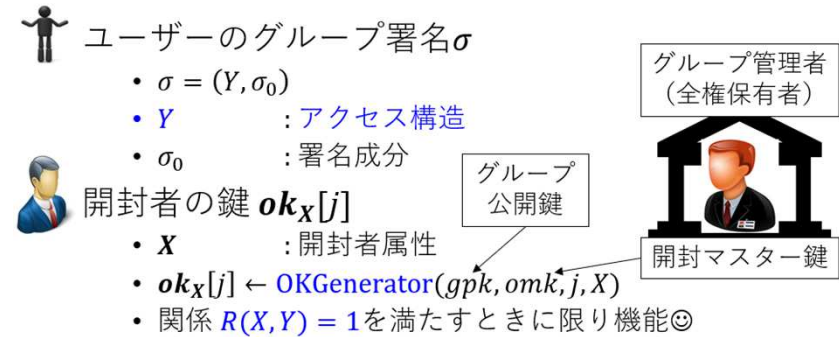 ユーザーのグループ署名σ
• σ = (Y, σ₀)
• Y : アクセス構造
• σ₀ : 署名成分
開封者の鍵 ok_X[j]
• X : 開封者属性
• ok_X[j] ← OKGenerator(gpk, omk, j, X)
• 関係 R(X, Y) = 1を満たすときに限り機能☺
グループ
公開鍵
グループ管理者
（全権保有者）
開封マスター鍵